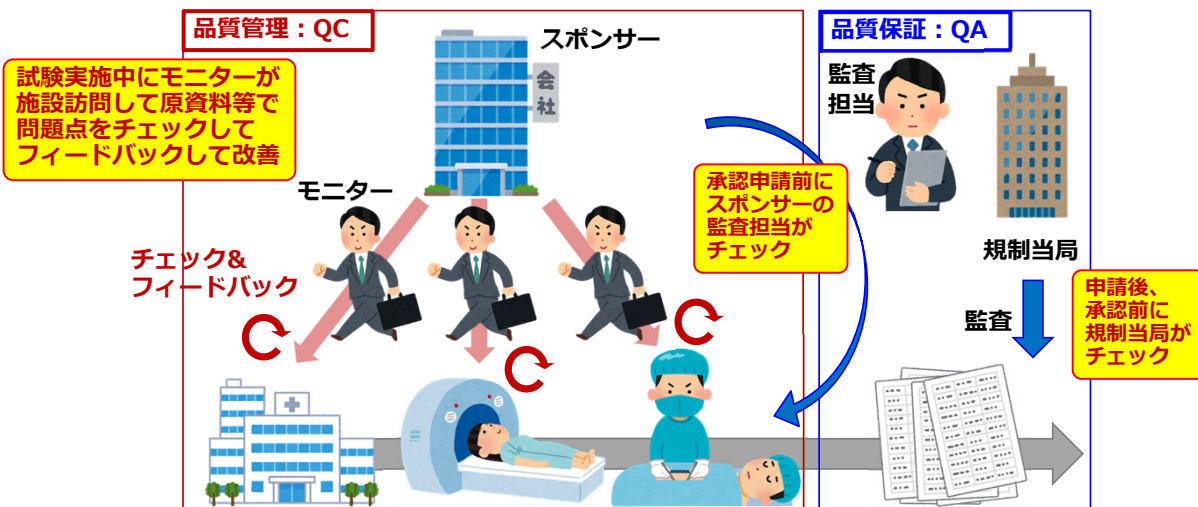 品質管理：QC
スポンサー
会
社
試験実施中にモニターが
施設訪問して原資料等で
問題点をチェックして
フィードバックして改善
モニター
チェック&
フィードバック
承認申請前に
スポンサーの
監査担当が
チェック
品質保証：QA
監査
担当
規制当局
監査
申請後、
承認前に
規制当局が
チェック